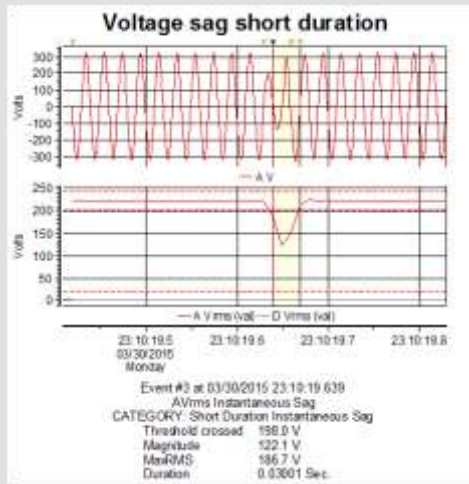 Voltage sag short duration
300
200
100
0
-100
-200
-300
Volts
A V
250
200
150
100
50
0
Volts
A Vrms (val) D Vrms (val)
23:10:19.5 23:10:19.6 23:10:19.7 23:10:19.8
03/30/2015
Monday
Event #3 at 03/30/2015 23:10:19.639
AVrms Instantaneous Sag
CATEGORY: Short Duration Instantaneous Sag
Threshold crossed 198.0 V
Magnitude 122.1 V
MaxRMS 186.7 V
Duration 0.03001 Sec.